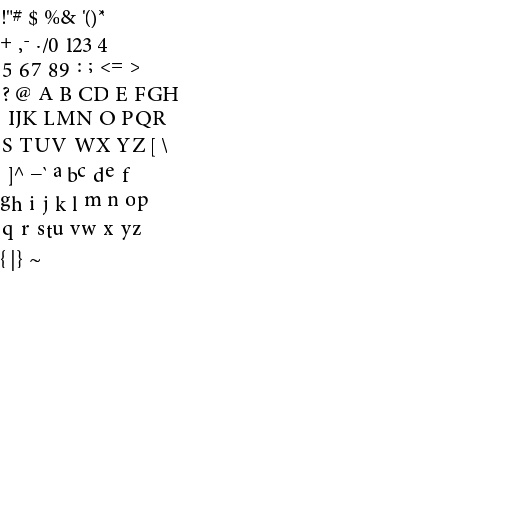 !"# $ %& '()*
+ ,- ./0 123 4
5 67 89 : ; <= >
? @ A B CD E FGH
IJK LMN O PQR
S TUV WX YZ [ \
]^ _` a bc de f
gh i j k l m n op
q r stu vw x yz
{|} ~